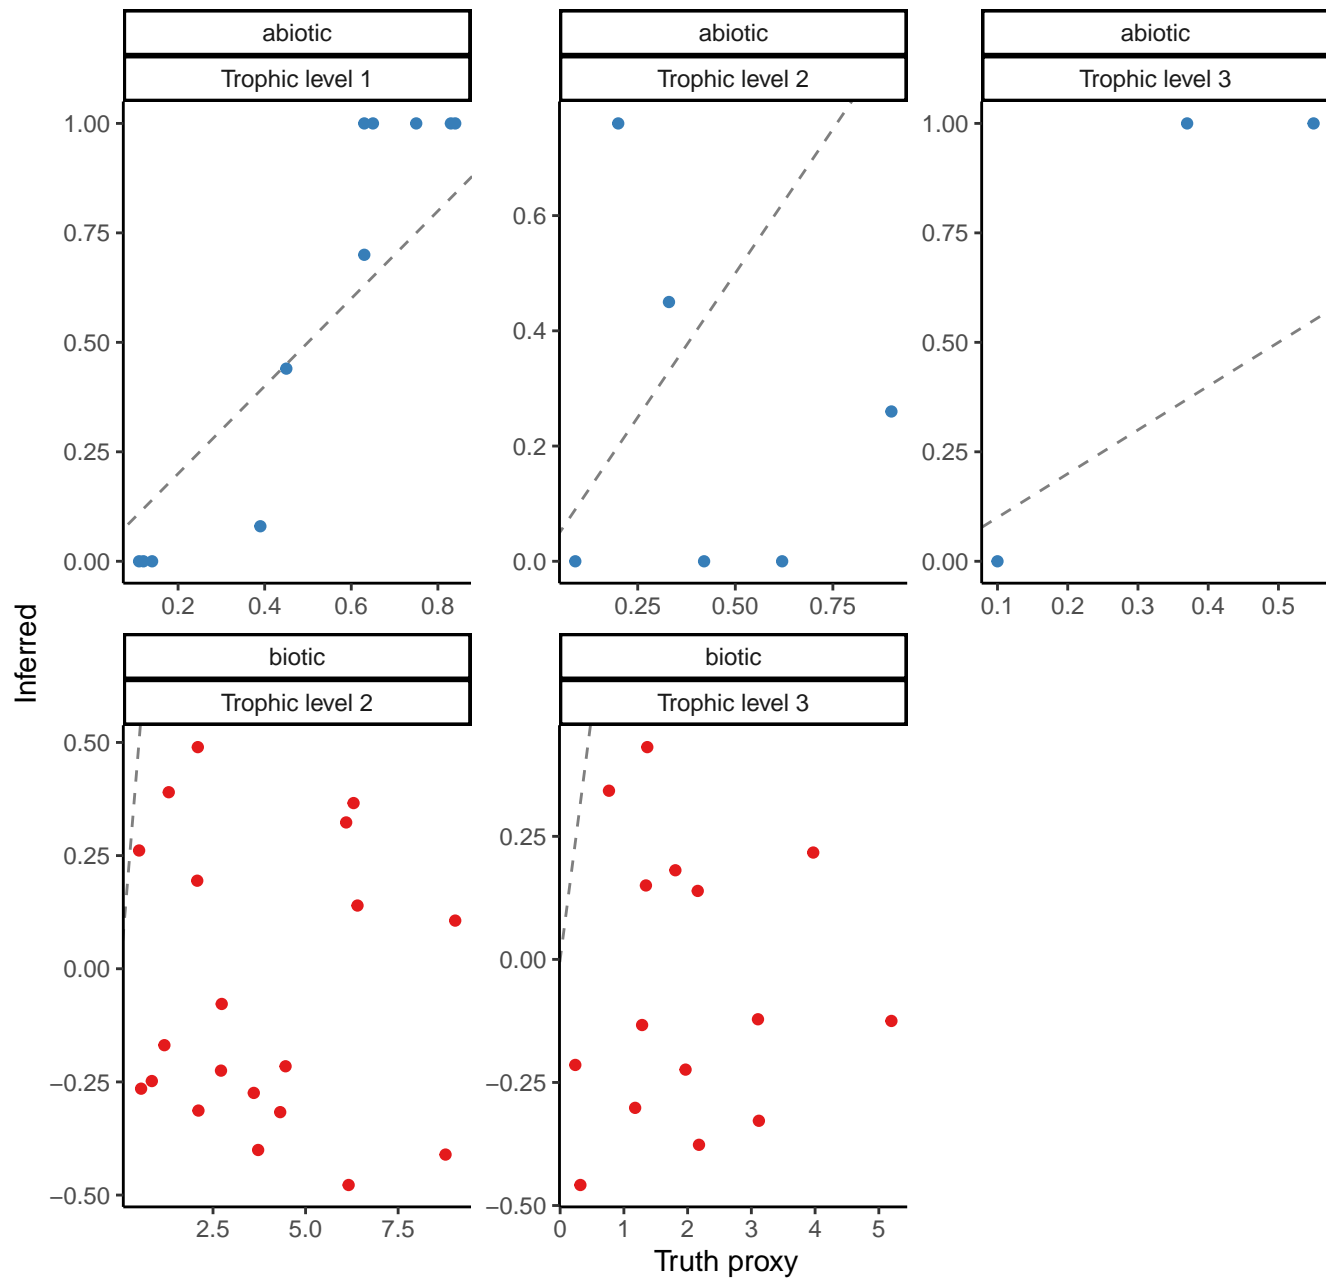 abiotic
Trophic level 1
abiotic
Trophic level 2
abiotic
Trophic level 3
1.00
0.75
0.50
0.25
0.00
0.2 0.4 0.6 0.8
0.6
0.4
0.2
0.0
0.25 0.50 0.75
1.00
0.75
0.50
0.25
0.00
0.1 0.2 0.3 0.4 0.5
Inferred
biotic
Trophic level 2
biotic
Trophic level 3
0.50
0.25
0.00
−0.25
−0.50
2.5 5.0 7.5
0.25
0.00
−0.25
−0.50
0 1 2 3 4 5
Truth proxy